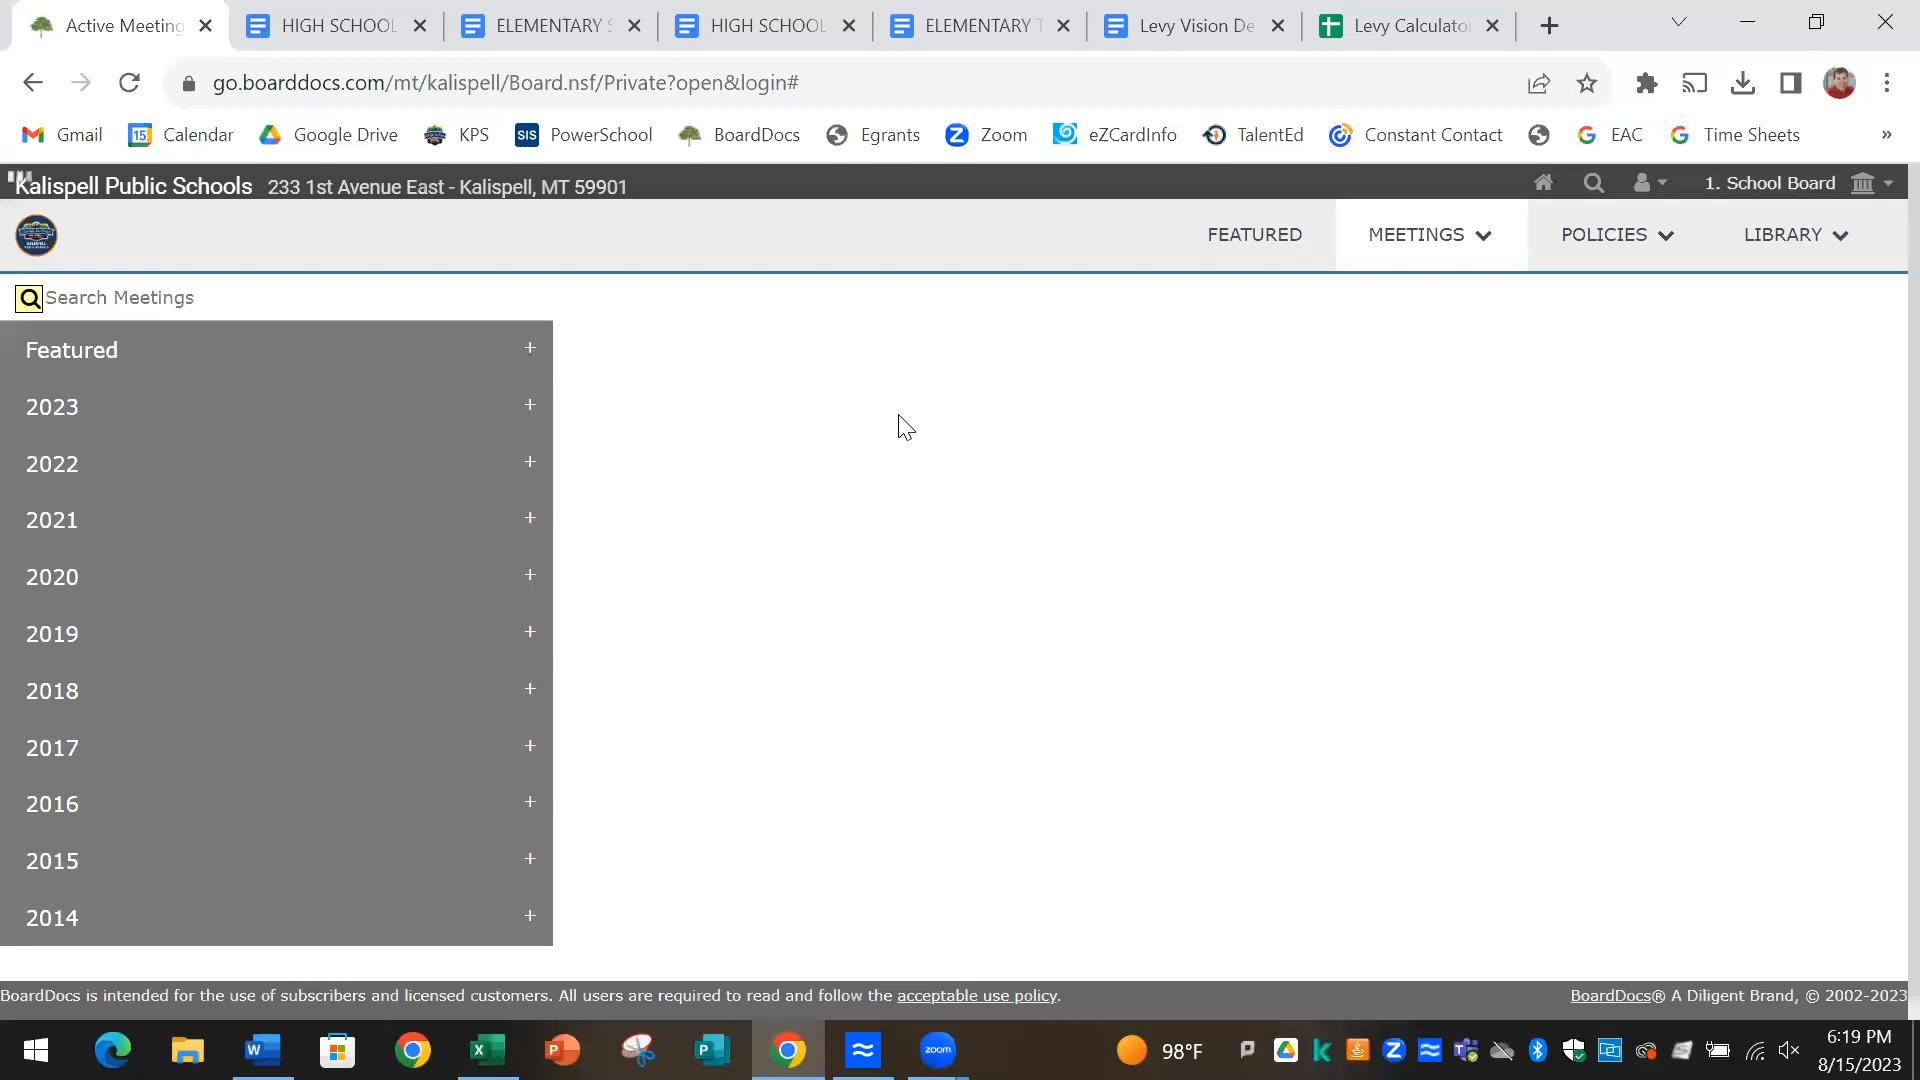 Active Meeting
HIGH SCHOOL
ELEMENTARY S
HIGH SCHOOL
ELEMENTARY T
Levy Vision De
Levy Calculato
go.boarddocs.com/mt/kalispell/Board.nsf/Private?open&login#
Gmail
15 Calendar
Google Drive
KPS
SIS PowerSchool
BoardDocs
Egrants
Zoom
eZCardInfo
TalentEd
Constant Contact
EAC
Time Sheets
Kalispell Public Schools 233 1st Avenue East - Kalispell, MT 59901
1. School Board
FEATURED
MEETINGS
POLICIES
LIBRARY
Search Meetings
Featured +
2023 +
2022 +
2021 +
2020 +
2019 +
2018 +
2017 +
2016 +
2015 +
2014 +
BoardDocs is intended for the use of subscribers and licensed customers. All users are required to read and follow the acceptable use policy.
BoardDocs® A Diligent Brand, © 2002-2023
zoom
98°F
6:19 PM
8/15/2023